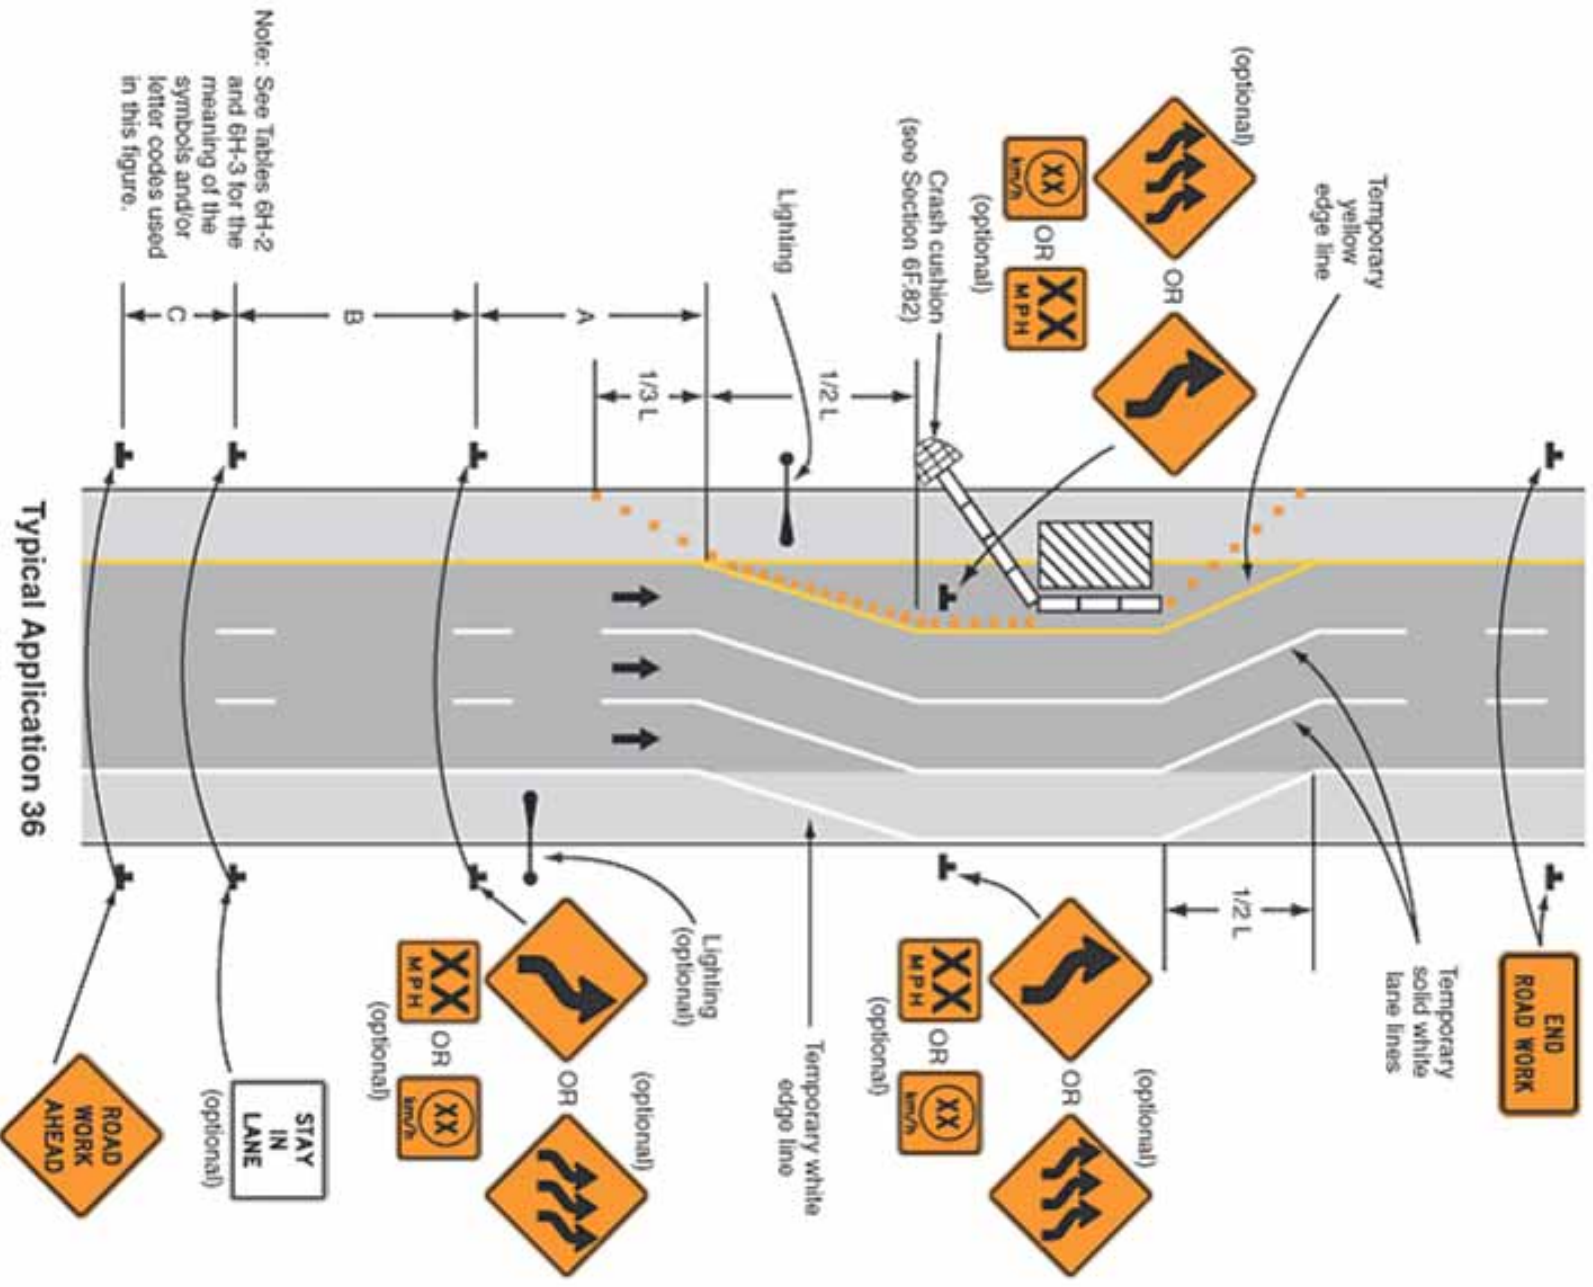 (optional)
OR
XX
km/h
OR
XX
MPH
(optional)
Temporary
yellow
edge line
Crash cushion
(see Section 6F.82)
Lighting
Note: See Tables 6H-2
and 6H-3 for the
meaning of the
symbols and/or
letter codes used
in this figure.
1/2 L
1/3 L
A
B
C
1/2 L
END
ROAD WORK
Temporary
solid white
lane lines
(optional)
OR
XX
MPH
OR
XX
km/h
(optional)
Temporary white
edge line
Lighting
(optional)
(optional)
OR
XX
MPH
OR
XX
km/h
(optional)
STAY
IN
LANE
(optional)
ROAD
WORK
AHEAD
Typical Application 36